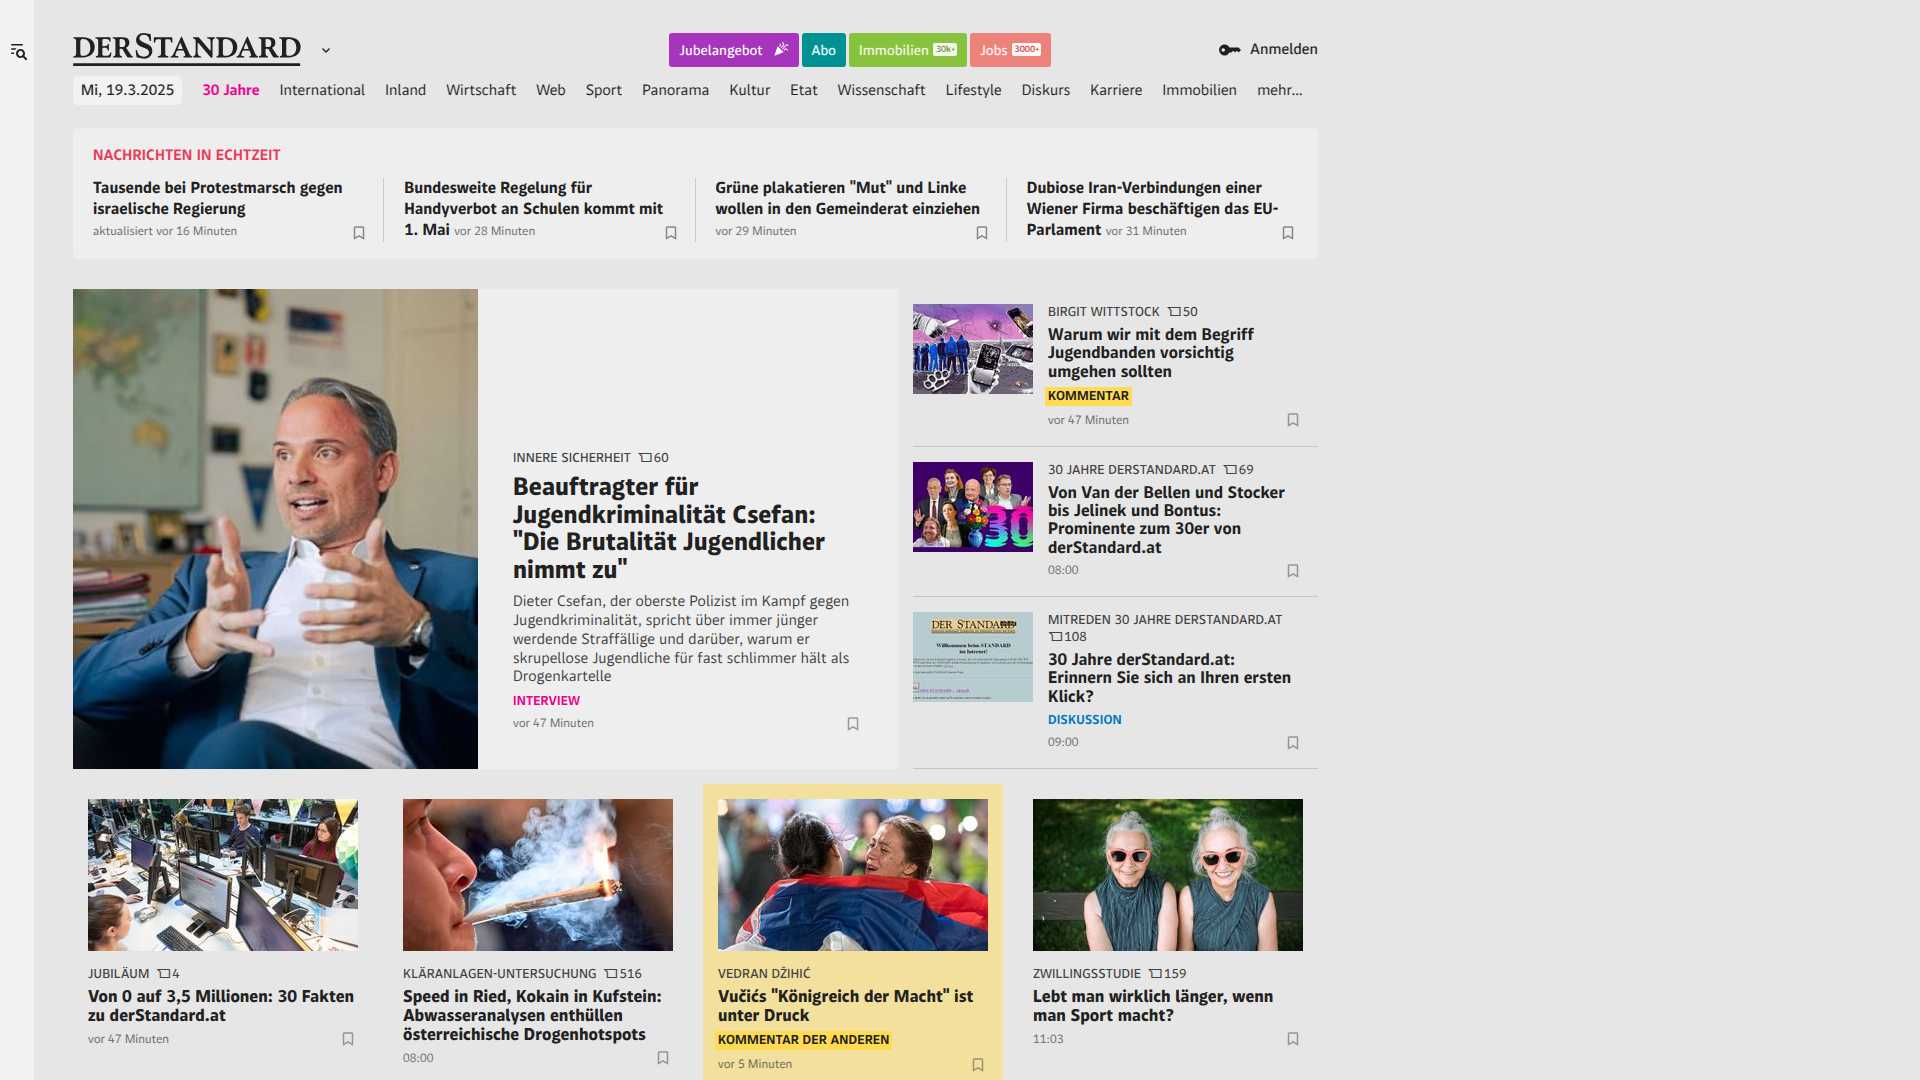 DERSTANDARD
Jubelangebot
Abo
Immobilien 30k+
Jobs 3000+
Anmelden
Mi, 19.3.2025
30 Jahre
International
Inland
Wirtschaft
Web
Sport
Panorama
Kultur
Etat
Wissenschaft
Lifestyle
Diskurs
Karriere
Immobilien
mehr...
NACHRICHTEN IN ECHTZEIT
Tausende bei Protestmarsch gegen
israelische Regierung
aktualisiert vor 16 Minuten
Bundesweite Regelung für
Handyverbot an Schulen kommt mit
1. Mai vor 28 Minuten
Grüne plakatieren "Mut" und Linke
wollen in den Gemeinderat einziehen
vor 29 Minuten
Dubiose Iran-Verbindungen einer
Wiener Firma beschäftigen das EU-
Parlament vor 31 Minuten
INNERE SICHERHEIT 60
Beauftragter für
Jugendkriminalität Csefan:
"Die Brutalität Jugendlicher
nimmt zu"
Dieter Csefan, der oberste Polizist im Kampf gegen
Jugendkriminalität, spricht über immer jünger
werdende Straffällige und darüber, warum er
skrupellose Jugendliche für fast schlimmer hält als
Drogenkartelle
INTERVIEW
vor 47 Minuten
BIRGIT WITTSTOCK 50
Warum wir mit dem Begriff
Jugendbanden vorsichtig
umgehen sollten
KOMMENTAR
vor 47 Minuten
30
30 JAHRE DERSTANDARD.AT 69
Von Van der Bellen und Stocker
bis Jelinek und Bontus:
Prominente zum 30er von
derStandard.at
08:00
DER STANDARD
Willkommen beim STANDARD
im Internet!
MITREDEN 30 JAHRE DERSTANDARD.AT
108
30 Jahre derStandard.at:
Erinnern Sie sich an Ihren ersten
Klick?
DISKUSSION
09:00
JUBILÄUM 4
Von 0 auf 3,5 Millionen: 30 Fakten
zu derStandard.at
vor 47 Minuten
KLÄRANLAGEN-UNTERSUCHUNG 516
Speed in Ried, Kokain in Kufstein:
Abwasseranalysen enthüllen
österreichische Drogenhotspots
08:00
VEDRAN DŽIHIĆ
Vučićs "Königreich der Macht" ist
unter Druck
KOMMENTAR DER ANDEREN
vor 5 Minuten
ZWILLINGSSTUDIE 159
Lebt man wirklich länger, wenn
man Sport macht?
11:03